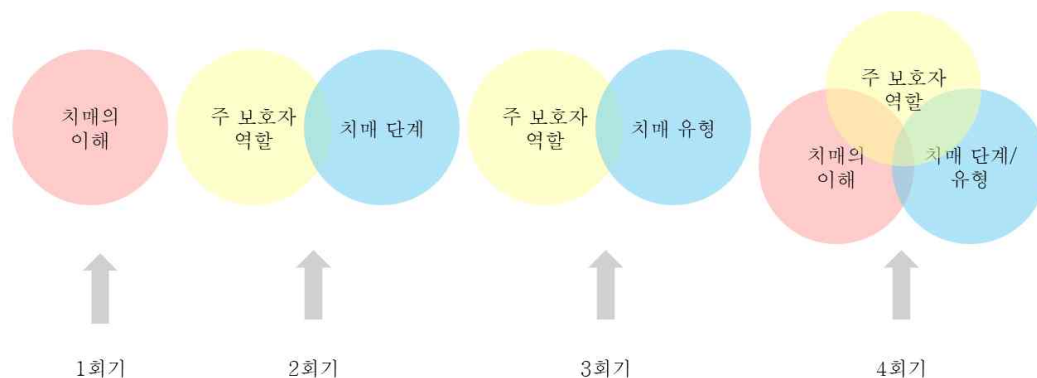 치매의
이해
주 보호자
역할
치매 단계
주 보호자
역할
치매 유형
주 보호자
역할
치매의
이해
치매 단계/
유형
1회기
2회기
3회기
4회기